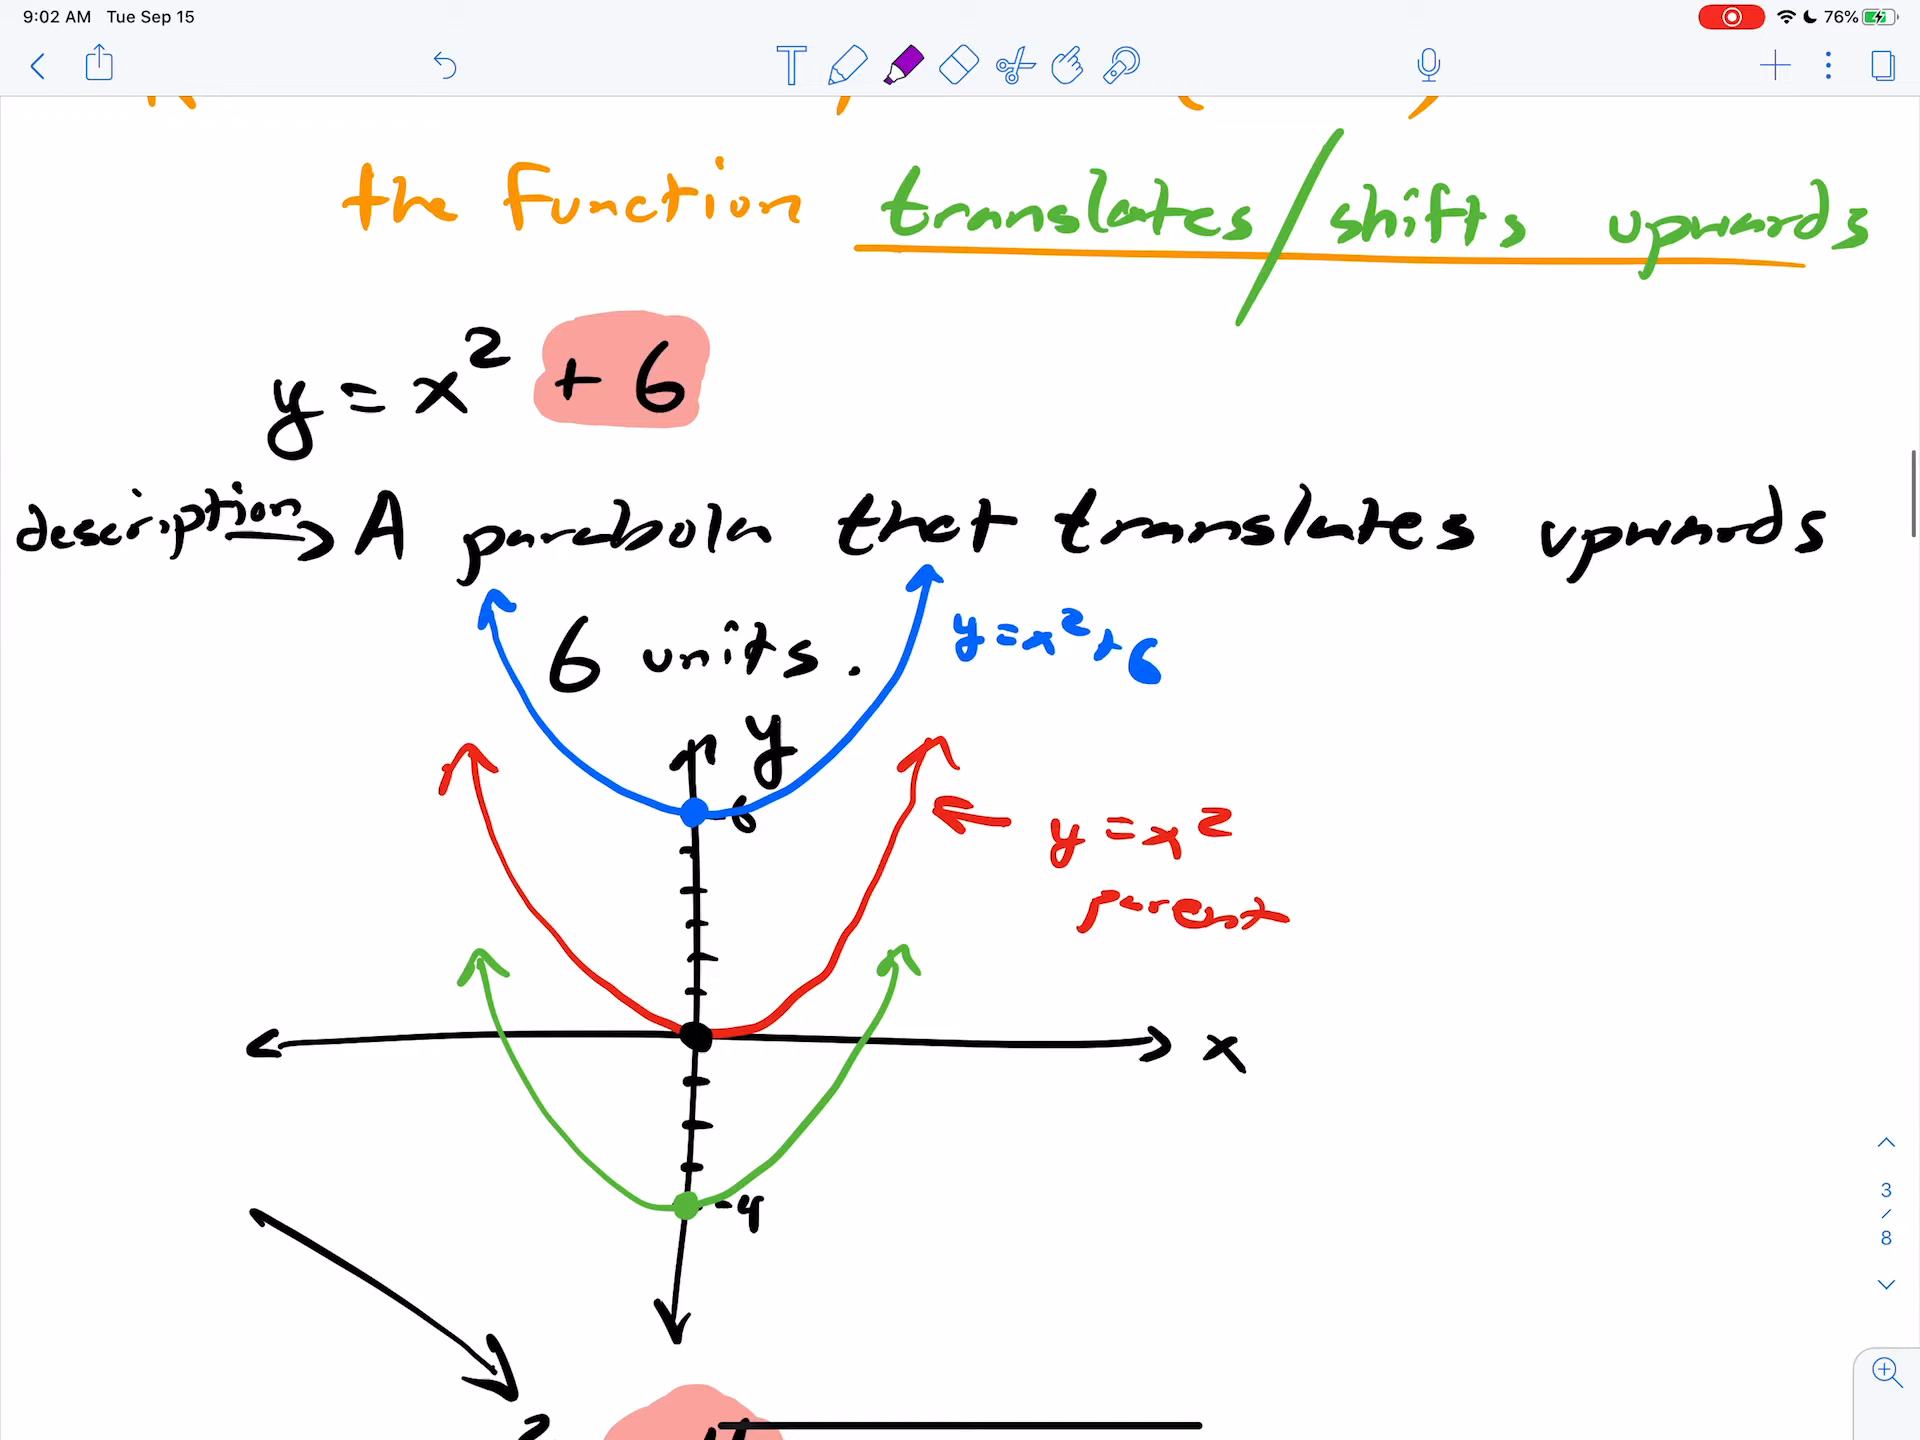 9:02 AM Tue Sep 15
76%
the function translates/shifts upwards
y = x² + 6
description → A parabola that translates upwards
6 units.
y = x² + 6
y
6
y = x²
parent
x
-4
3
/
8
2